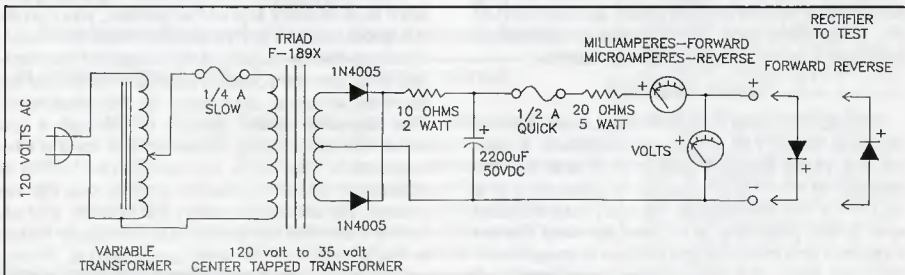 RECTIFIER
TO TEST
TRIAD
F-189X
MILLIAMPERES-FORWARD
MICROAMPERES-REVERSE
FORWARD REVERSE
1N4005
1/4 A
SLOW
10 OHMS
2 WATT
1/2 A
QUICK
20 OHMS
5 WATT
+
+
+
120 VOLTS AC
+
VOLTS
+
+
2200uF
50VDC
-
1N4005
VARIABLE
TRANSFORMER
120 volt to 35 volt
CENTER TAPPED TRANSFORMER